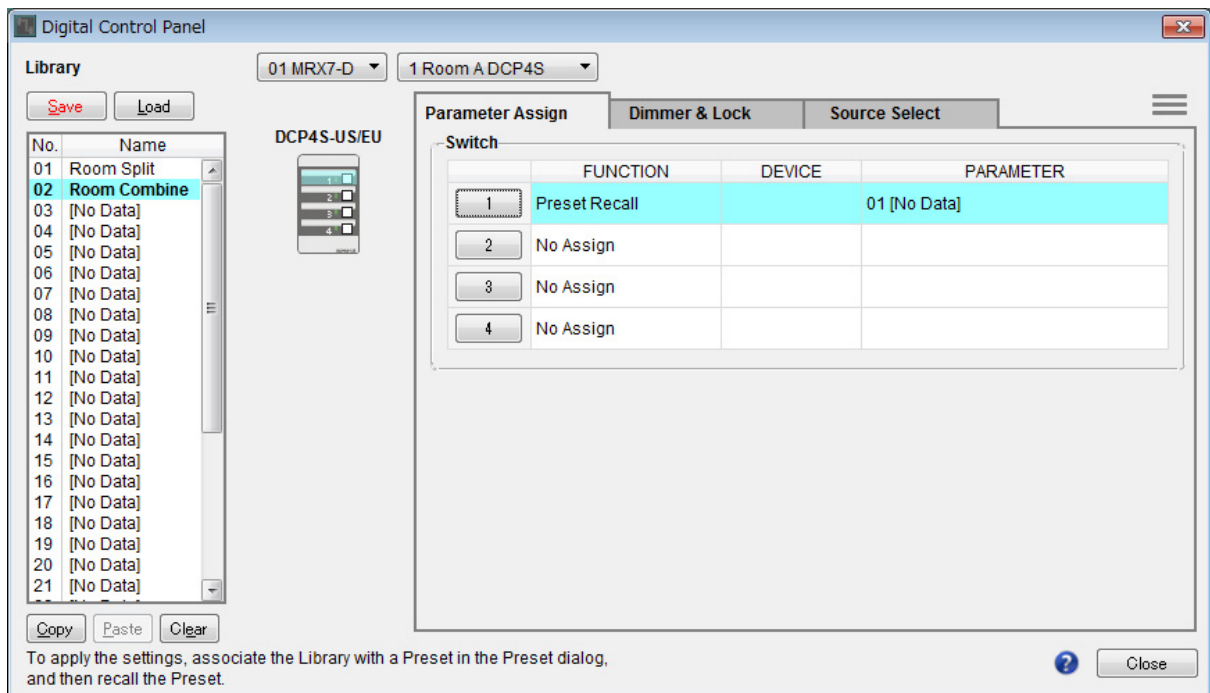 Digital Control Panel
Library
01 MRX7-D
1 Room A DCP4S
Save
Load
Parameter Assign
Dimmer & Lock
Source Select
DCP4S-US/EU
1
2
3
4
No. Name
01 Room Split
02 Room Combine
03 [No Data]
04 [No Data]
05 [No Data]
06 [No Data]
07 [No Data]
08 [No Data]
09 [No Data]
10 [No Data]
11 [No Data]
12 [No Data]
13 [No Data]
14 [No Data]
15 [No Data]
16 [No Data]
17 [No Data]
18 [No Data]
19 [No Data]
20 [No Data]
21 [No Data]
Switch
FUNCTION DEVICE PARAMETER
1 Preset Recall 01 [No Data]
2 No Assign
3 No Assign
4 No Assign
Copy
Paste
Clear
To apply the settings, associate the Library with a Preset in the Preset dialog,
and then recall the Preset.
?
Close